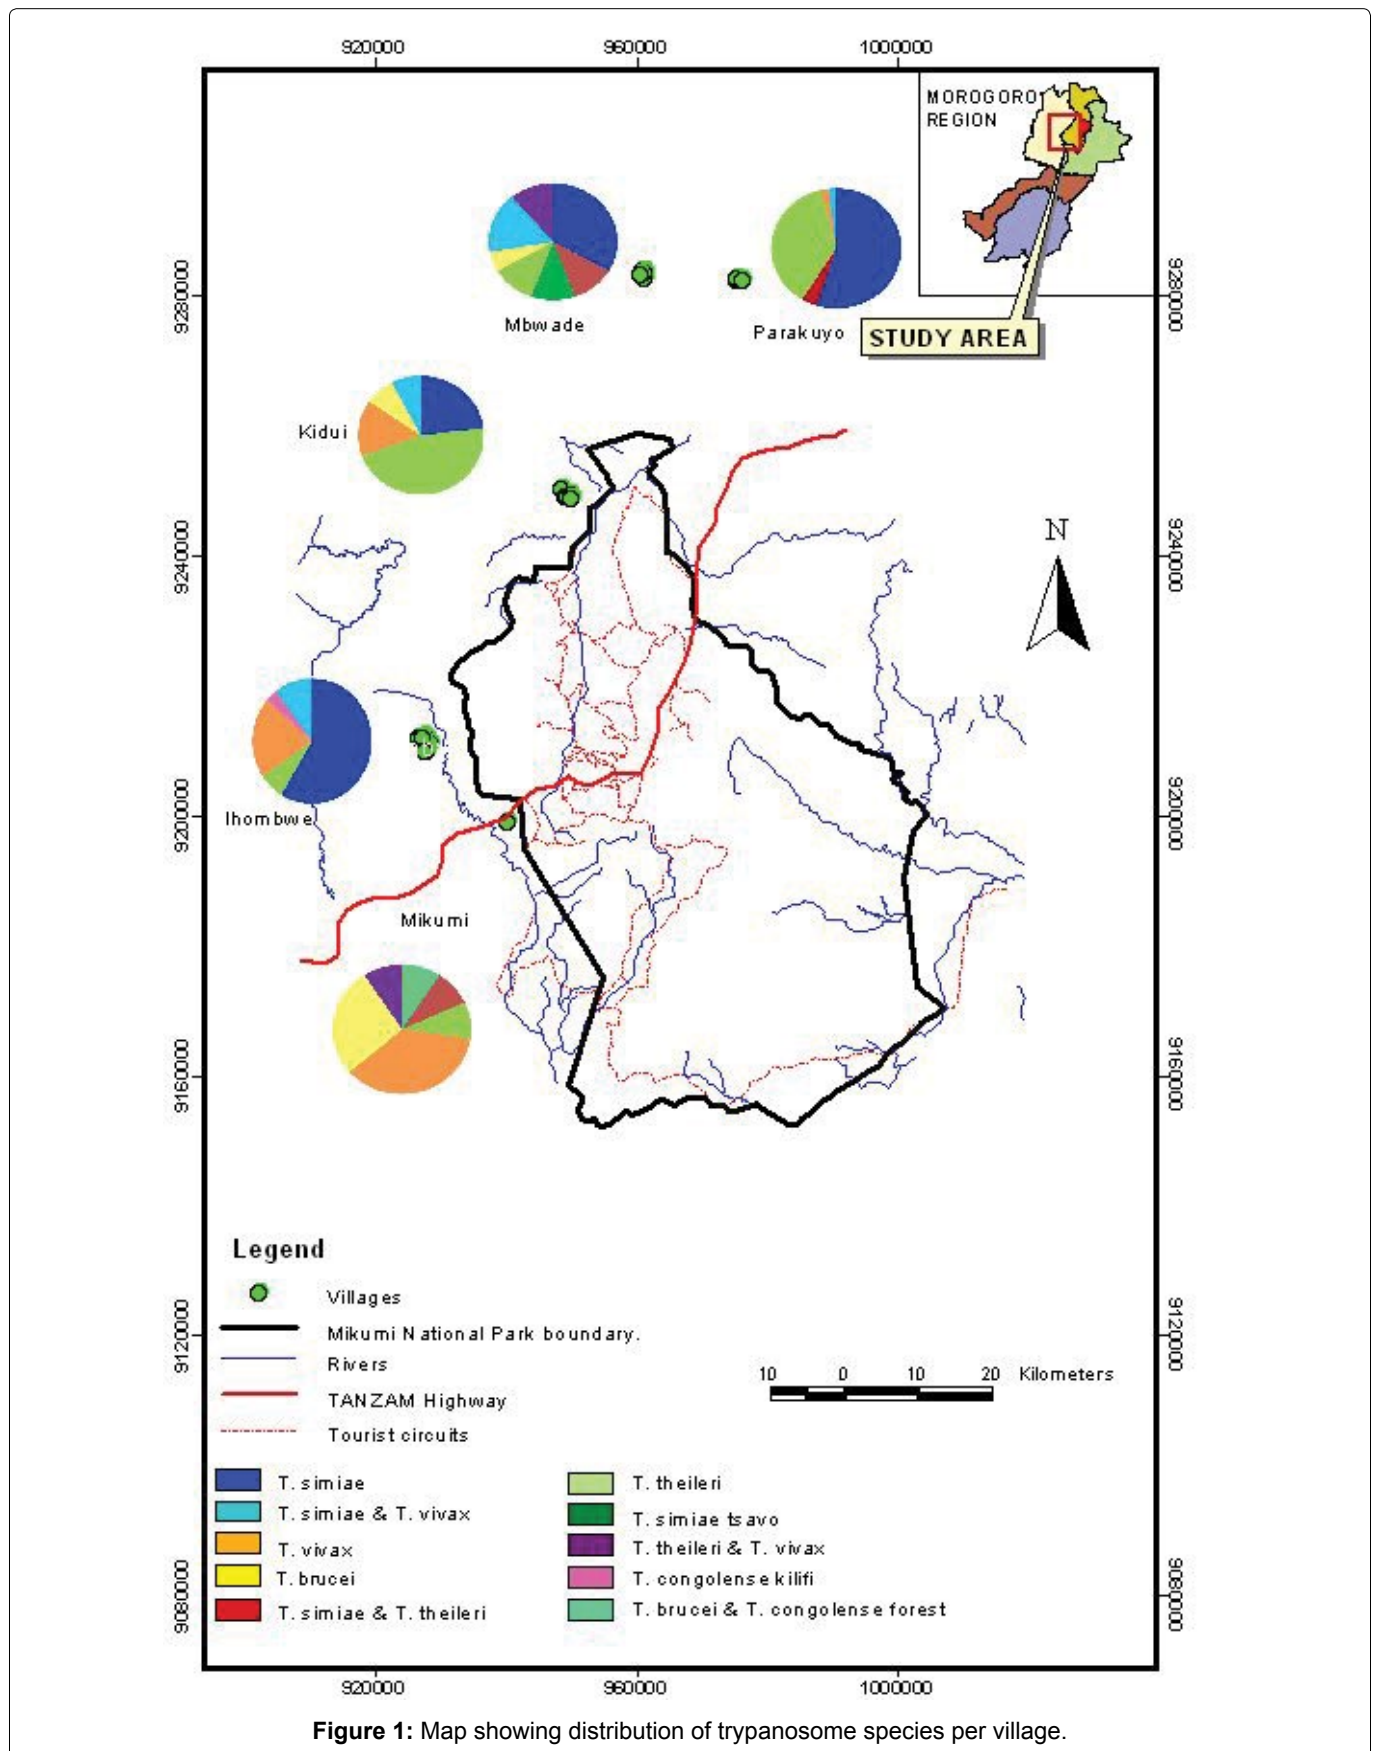 920000 960000 1000000
MOROGORO
REGION
9280000 9280000
Mbwade
Parakuyo
STUDY AREA
Kidui
N
9240000 9240000
Ihombwe
9200000 9200000
Mikumi
9160000 9160000
Legend
Villages
Mikumi National Park boundary.
Rivers
TANZAM Highway
Tourist circuits
9120000 9120000
10 0 10 20 Kilometers
T. simiae
T. simiae & T. vivax
T. vivax
T. brucei
T. simiae & T. theileri
T. theileri
T. simiae tsavo
T. theileri & T. vivax
T. congolense kilifi
T. brucei & T. congolense forest
9080000 9080000
920000 960000 1000000
Figure 1: Map showing distribution of trypanosome species per village.